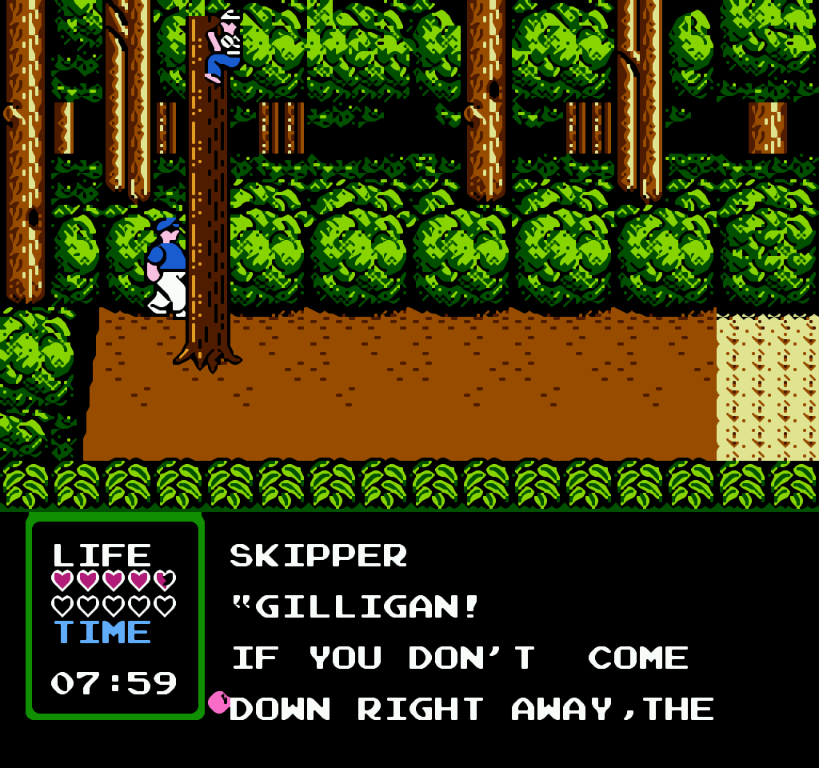 LIFE
TIME
07:59
SKIPPER
"GILLIGAN!
IF YOU DON'T COME
DOWN RIGHT AWAY,THE